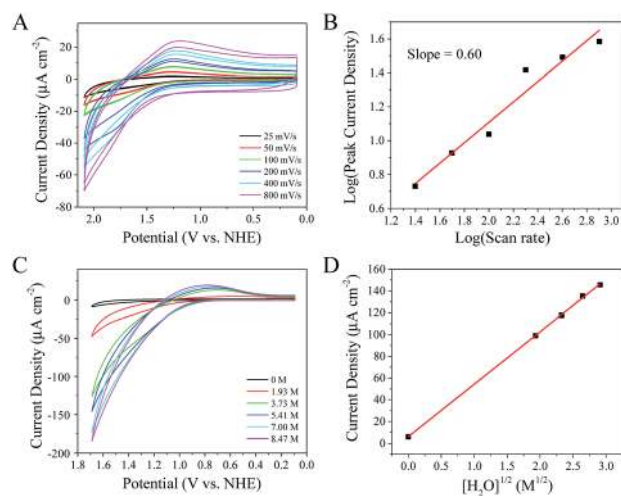 A
Current Density (µA cm⁻²)
40
20
0
-20
-40
-60
-80
25 mV/s
50 mV/s
100 mV/s
200 mV/s
400 mV/s
800 mV/s
2.0 1.5 1.0 0.5 0.0
Potential (V vs. NHE)
B
Log(Peak Current Density)
1.8
1.6
1.4
1.2
1.0
0.8
0.6
Slope = 0.60
1.2 1.4 1.6 1.8 2.0 2.2 2.4 2.6 2.8 3.0
Log(Scan rate)
C
Current Density (µA cm⁻²)
50
0
-50
-100
-150
-200
0 M
1.93 M
3.73 M
5.41 M
7.00 M
8.47 M
1.8 1.6 1.4 1.2 1.0 0.8 0.6 0.4 0.2 0.0
Potential (V vs. NHE)
D
Current Density (µA cm⁻²)
160
140
120
100
80
60
40
20
0
0.0 0.5 1.0 1.5 2.0 2.5 3.0
[H₂O]¹/² (M¹/²)